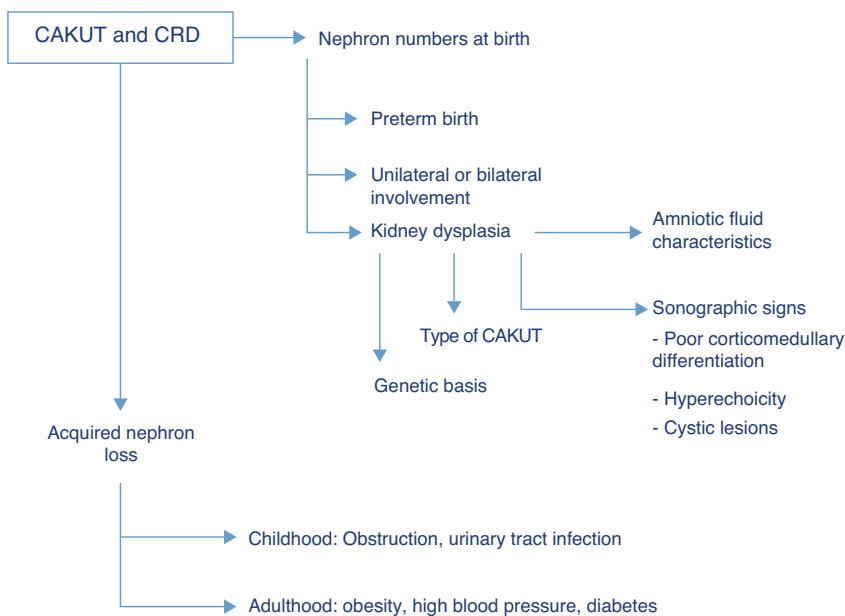 CAKUT and CRD
Nephron numbers at birth
Preterm birth
Unilateral or bilateral
involvement
Kidney dysplasia
Amniotic fluid
characteristics
Type of CAKUT
Genetic basis
Sonographic signs
- Poor corticomedullary
differentiation
- Hyperechoicity
- Cystic lesions
Acquired nephron
loss
Childhood: Obstruction, urinary tract infection
Adulthood: obesity, high blood pressure, diabetes